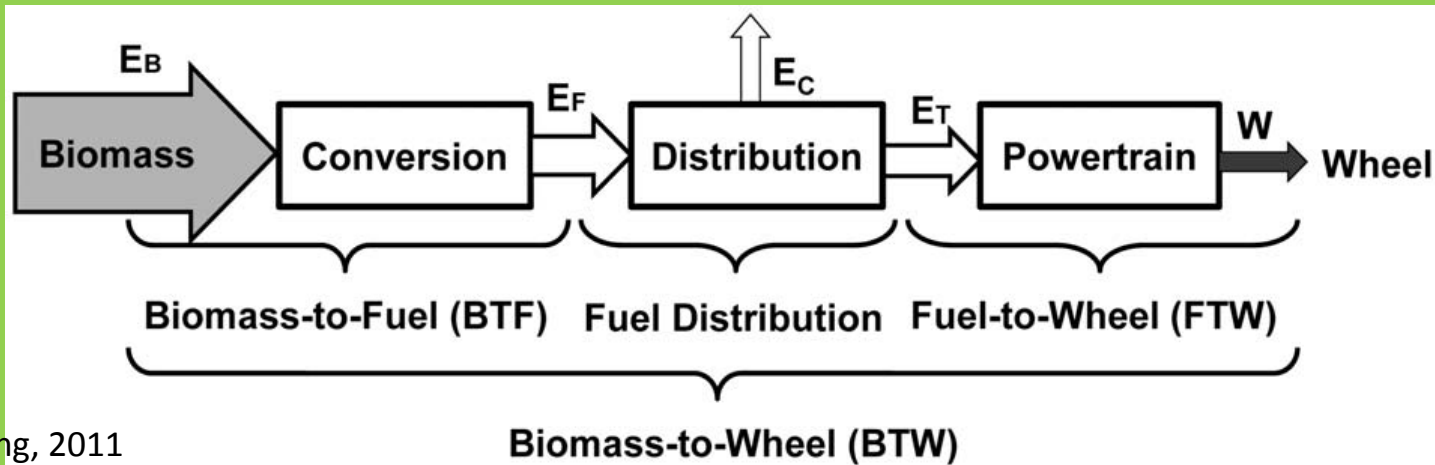 EB
EF
EC
ET
W
Biomass
Conversion
Distribution
Powertrain
Wheel
Biomass-to-Fuel (BTF)
Fuel Distribution
Fuel-to-Wheel (FTW)
Biomass-to-Wheel (BTW)
2011